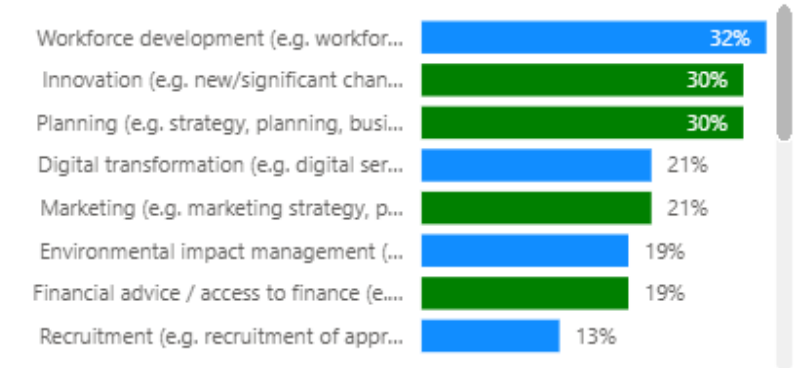 Workforce development (e.g. workfor... 32%
Innovation (e.g. new/significant chan... 30%
Planning (e.g. strategy, planning, busi... 30%
Digital transformation (e.g. digital ser... 21%
Marketing (e.g. marketing strategy, p... 21%
Environmental impact management (... 19%
Financial advice / access to finance (e.... 19%
Recruitment (e.g. recruitment of appr... 13%